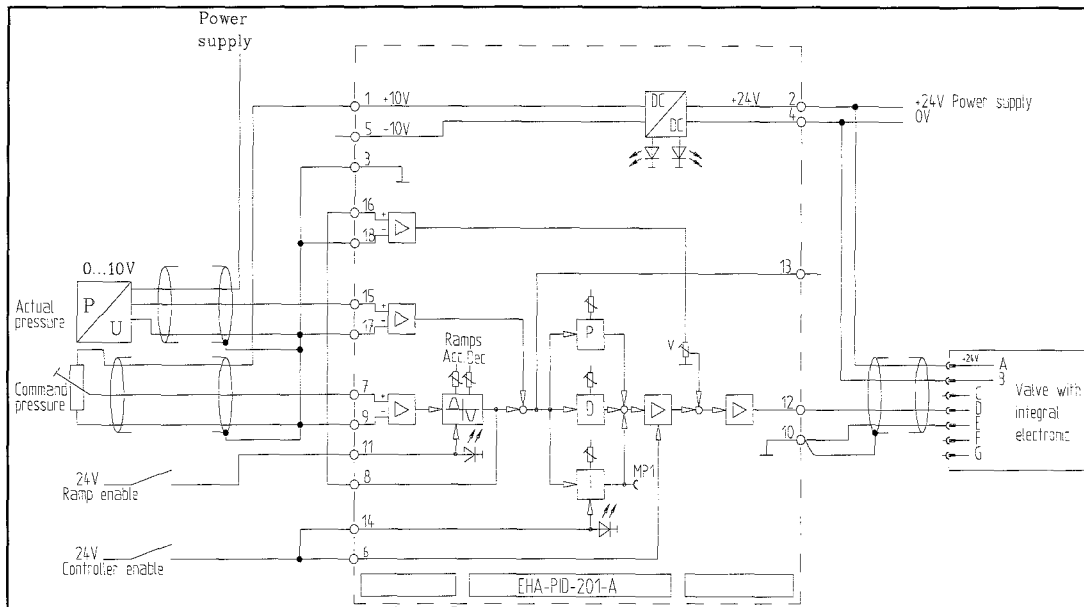 Power
supply
1 +10V
+24V 2
+24V Power supply
DC
DC
4
0V
5 -10V
3
16
+
-
18
0...10V
13
Actual
pressure
P
U
15
+
-
17
Ramps
Acc. Dec
P
V
Command
pressure
7
+
-
9
D
12
10
+24V
A
B
C
D
E
F
G
Valve with
integral
electronic
11
24V
Ramp enable
8
I
MP1
14
24V
Controller enable
6
EHA-PID-201-A